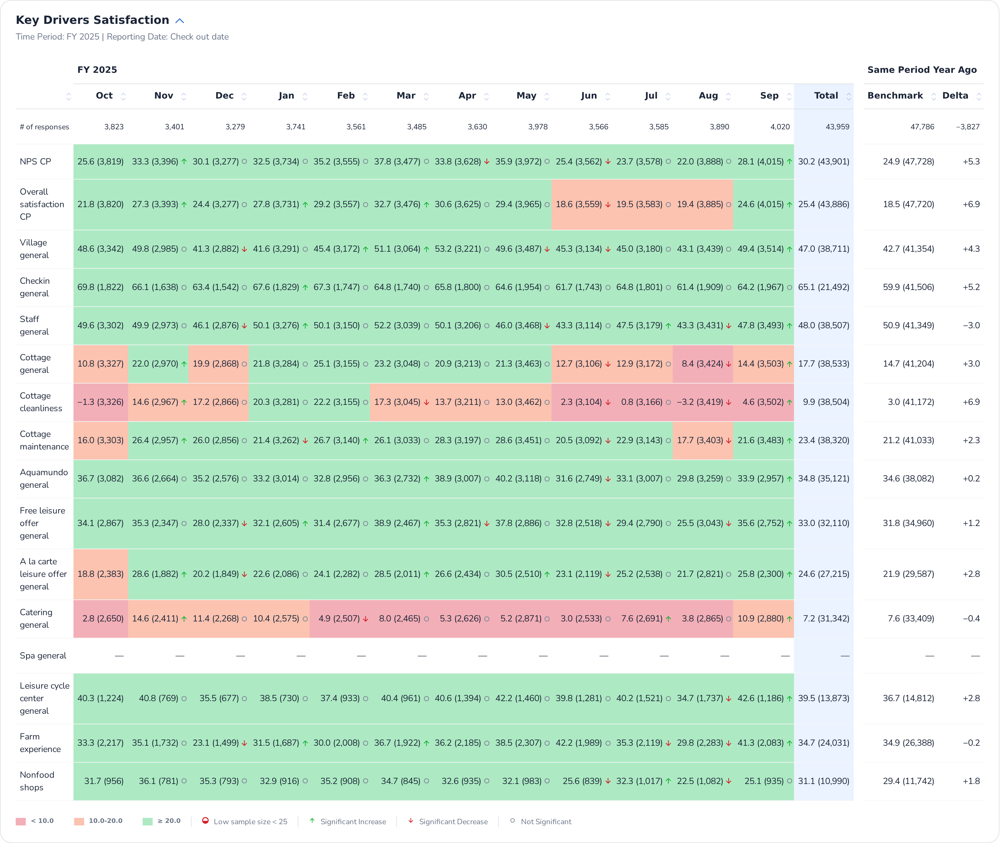 Key Drivers Satisfaction
Time Period: FY 2025 | Reporting Date: Check out date
FY 2025 Same Period Year Ago
Oct Nov Dec Jan Feb Mar Apr May Jun Jul Aug Sep Total Benchmark Delta
# of responses 3,823 3,401 3,279 3,741 3,561 3,485 3,630 3,978 3,566 3,585 3,890 4,020 43,959 47,786 −3,827
NPS CP 25.6 (3,819) 33.3 (3,396) ↑ 30.1 (3,277) ○ 32.5 (3,734) ○ 35.2 (3,555) ○ 37.8 (3,477) ○ 33.8 (3,628) ↓ 35.9 (3,972) ○ 25.4 (3,562) ↓ 23.7 (3,578) ○ 22.0 (3,888) ○ 28.1 (4,015) ↑ 30.2 (43,901) 24.9 (47,728) +5.3
Overall
satisfaction
CP 21.8 (3,820) 27.3 (3,393) ↑ 24.4 (3,277) ○ 27.8 (3,731) ↑ 29.2 (3,557) ○ 32.7 (3,476) ↑ 30.6 (3,625) ○ 29.4 (3,965) ○ 18.6 (3,559) ↓ 19.5 (3,583) ○ 19.4 (3,885) ○ 24.6 (4,015) ↑ 25.4 (43,886) 18.5 (47,720) +6.9
Village
general 48.6 (3,342) 49.8 (2,985) ○ 41.3 (2,882) ↓ 41.6 (3,291) ○ 45.4 (3,172) ↑ 51.1 (3,064) ↑ 53.2 (3,221) ○ 49.6 (3,487) ↓ 45.3 (3,134) ↓ 45.0 (3,180) ○ 43.1 (3,439) ○ 49.4 (3,514) ↑ 47.0 (38,711) 42.7 (41,354) +4.3
Checkin
general 69.8 (1,822) 66.1 (1,638) ○ 63.4 (1,542) ○ 67.6 (1,829) ↑ 67.3 (1,747) ○ 64.8 (1,740) ○ 65.8 (1,800) ○ 64.6 (1,954) ○ 61.7 (1,743) ○ 64.8 (1,801) ○ 61.4 (1,909) ○ 64.2 (1,967) ○ 65.1 (21,492) 59.9 (41,506) +5.2
Staff
general 49.6 (3,302) 49.9 (2,973) ○ 46.1 (2,876) ↓ 50.1 (3,276) ↑ 50.1 (3,150) ○ 52.2 (3,039) ○ 50.1 (3,206) ○ 46.0 (3,468) ↓ 43.3 (3,114) ○ 47.5 (3,179) ↑ 43.3 (3,431) ↓ 47.8 (3,493) ↑ 48.0 (38,507) 50.9 (41,349) −3.0
Cottage
general 10.8 (3,327) 22.0 (2,970) ↑ 19.9 (2,868) ○ 21.8 (3,284) ○ 25.1 (3,155) ○ 23.2 (3,048) ○ 20.9 (3,213) ○ 21.3 (3,463) ○ 12.7 (3,106) ↓ 12.9 (3,172) ○ 8.4 (3,424) ↓ 14.4 (3,503) ↑ 17.7 (38,533) 14.7 (41,204) +3.0
Cottage
cleanliness −1.3 (3,326) 14.6 (2,967) ↑ 17.2 (2,866) ○ 20.3 (3,281) ○ 22.2 (3,155) ○ 17.3 (3,045) ↓ 13.7 (3,211) ○ 13.0 (3,462) ○ 2.3 (3,104) ↓ 0.8 (3,166) ○ −3.2 (3,419) ↓ 4.6 (3,502) ↑ 9.9 (38,504) 3.0 (41,172) +6.9
Cottage
maintenance 16.0 (3,303) 26.4 (2,957) ↑ 26.0 (2,856) ○ 21.4 (3,262) ↓ 26.7 (3,140) ↑ 26.1 (3,033) ○ 28.3 (3,197) ○ 28.6 (3,451) ○ 20.5 (3,092) ↓ 22.9 (3,143) ○ 17.7 (3,403) ↓ 21.6 (3,483) ↑ 23.4 (38,320) 21.2 (41,033) +2.3
Aquamundo
general 36.7 (3,082) 36.6 (2,664) ○ 35.2 (2,576) ○ 33.2 (3,014) ○ 32.8 (2,956) ○ 36.3 (2,732) ↑ 38.9 (3,007) ○ 40.2 (3,118) ○ 31.6 (2,749) ↓ 33.1 (3,007) ○ 29.8 (3,259) ○ 33.9 (2,957) ↑ 34.8 (35,121) 34.6 (38,082) +0.2
Free leisure
offer
general 34.1 (2,867) 35.3 (2,347) ○ 28.0 (2,337) ↓ 32.1 (2,605) ↑ 31.4 (2,677) ○ 38.9 (2,467) ↑ 35.3 (2,821) ↓ 37.8 (2,886) ○ 32.8 (2,518) ↓ 29.4 (2,790) ○ 25.5 (3,043) ↓ 35.6 (2,752) ↑ 33.0 (32,110) 31.8 (34,960) +1.2
A la carte
leisure offer
general 18.8 (2,383) 28.6 (1,882) ↑ 20.2 (1,849) ↓ 22.6 (2,086) ○ 24.1 (2,282) ○ 28.5 (2,011) ↑ 26.6 (2,434) ○ 30.5 (2,510) ↑ 23.1 (2,119) ↓ 25.2 (2,538) ○ 21.7 (2,821) ○ 25.8 (2,300) ↑ 24.6 (27,215) 21.9 (29,587) +2.8
Catering
general 2.8 (2,650) 14.6 (2,411) ↑ 11.4 (2,268) ○ 10.4 (2,575) ○ 4.9 (2,507) ↓ 8.0 (2,465) ○ 5.3 (2,626) ○ 5.2 (2,871) ○ 3.0 (2,533) ○ 7.6 (2,691) ↑ 3.8 (2,865) ○ 10.9 (2,880) ↑ 7.2 (31,342) 7.6 (33,409) −0.4
Spa general — — — — — — — — — — — — — — —
Leisure cycle
center
general 40.3 (1,224) 40.8 (769) ○ 35.5 (677) ○ 38.5 (730) ○ 37.4 (933) ○ 40.4 (961) ○ 40.6 (1,394) ○ 42.2 (1,460) ○ 39.8 (1,281) ○ 40.2 (1,521) ○ 34.7 (1,737) ↓ 42.6 (1,186) ↑ 39.5 (13,873) 36.7 (14,812) +2.8
Farm
experience 33.3 (2,217) 35.1 (1,732) ○ 23.1 (1,499) ↓ 31.5 (1,687) ↑ 30.0 (2,008) ○ 36.7 (1,922) ↑ 36.2 (2,185) ○ 38.5 (2,307) ○ 42.2 (1,989) ○ 35.3 (2,119) ↓ 29.8 (2,283) ↓ 41.3 (2,083) ↑ 34.7 (24,031) 34.9 (26,388) −0.2
Nonfood
shops 31.7 (956) 36.1 (781) ○ 35.3 (793) ○ 32.9 (916) ○ 35.2 (908) ○ 34.7 (845) ○ 32.6 (935) ○ 32.1 (983) ○ 25.6 (839) ↓ 32.3 (1,017) ↑ 22.5 (1,082) ↓ 25.1 (935) ○ 31.1 (10,990) 29.4 (11,742) +1.8
< 10.0 10.0-20.0 ≥ 20.0 Low sample size < 25 ↑ Significant Increase ↓ Significant Decrease ○ Not Significant